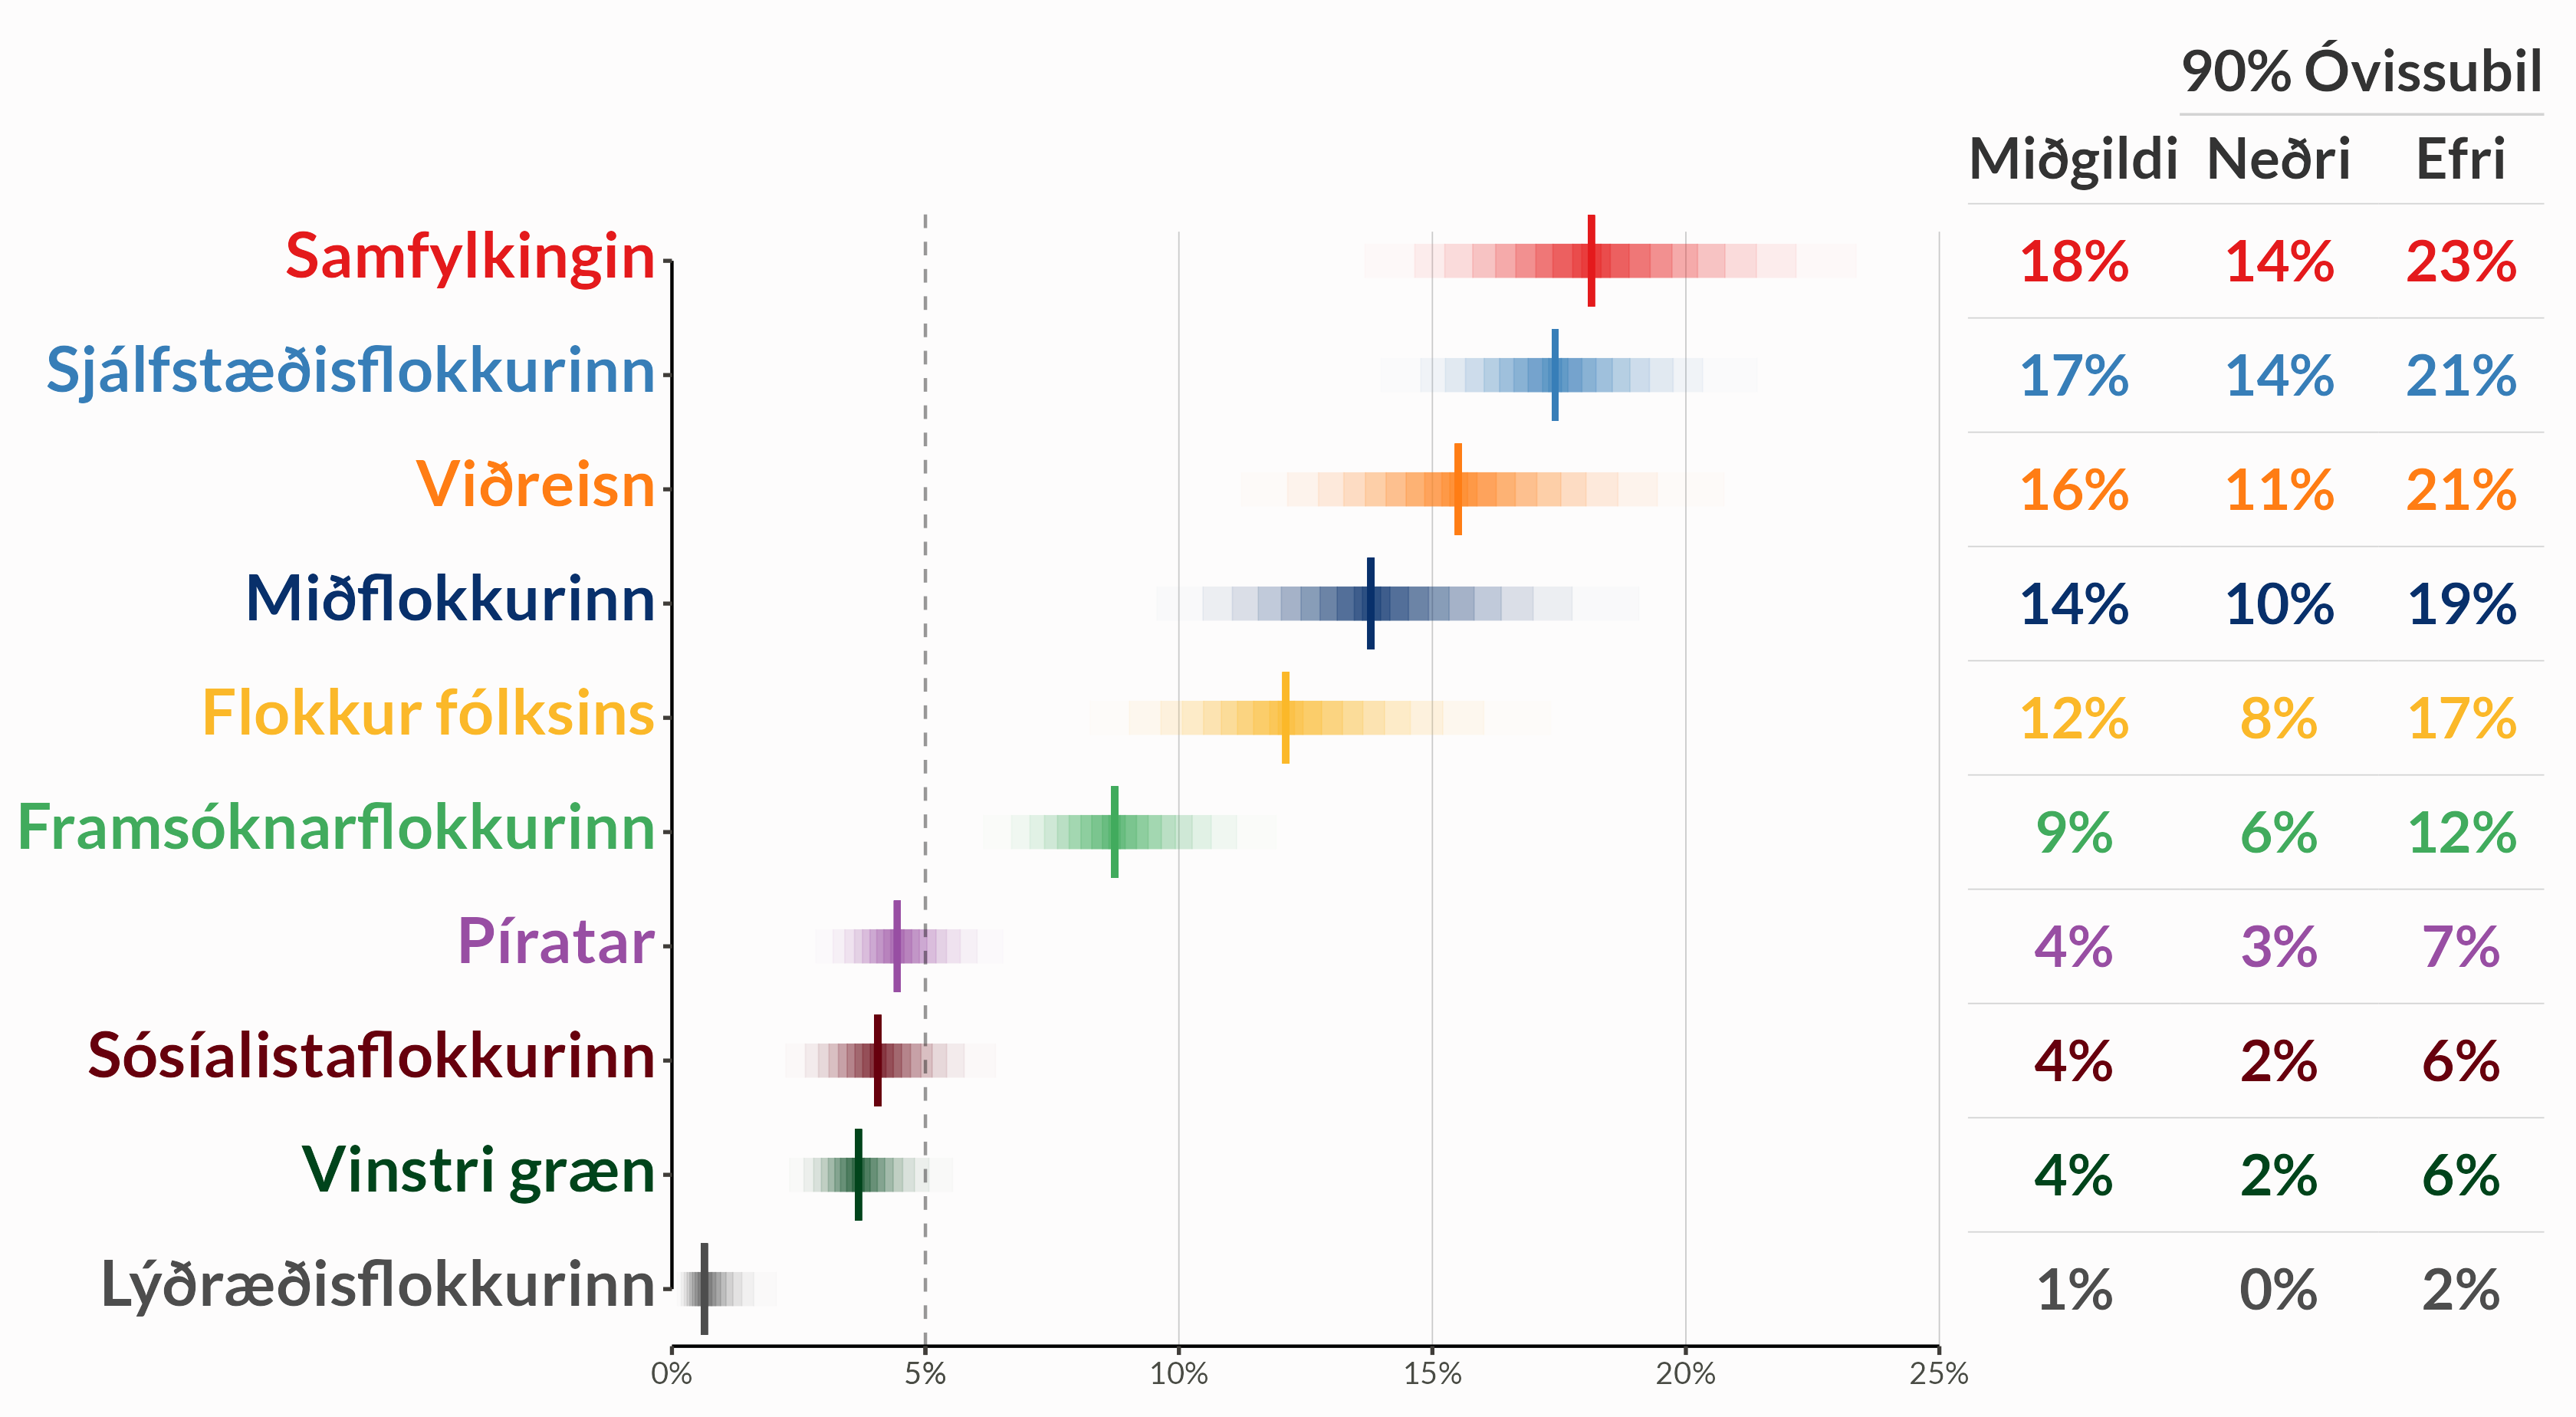 90% Óvissubil
Miðgildi Neðri Efri
Samfylkingin 18% 14% 23%
Sjálfstæðisflokkurinn 17% 14% 21%
Viðreisn 16% 11% 21%
Miðflokkurinn 14% 10% 19%
Flokkur fólksins 12% 8% 17%
Framsóknarflokkurinn 9% 6% 12%
Píratar 4% 3% 7%
Sósíalistaflokkurinn 4% 2% 6%
Vinstri græn 4% 2% 6%
Lýðræðisflokkurinn 1% 0% 2%
0% 5% 10% 15% 20% 25%